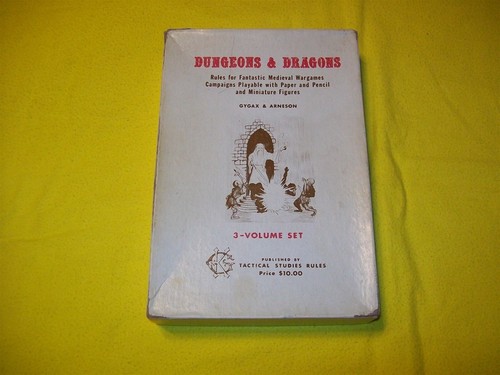 DUNGEONS & DRAGONS
Rules for Fantastic Medieval Wargames
Campaigns Playable with Paper and Pencil
and Miniature Figures
GYGAX & ARNESON
3-VOLUME SET
PUBLISHED BY
TACTICAL STUDIES RULES
Price $10.00